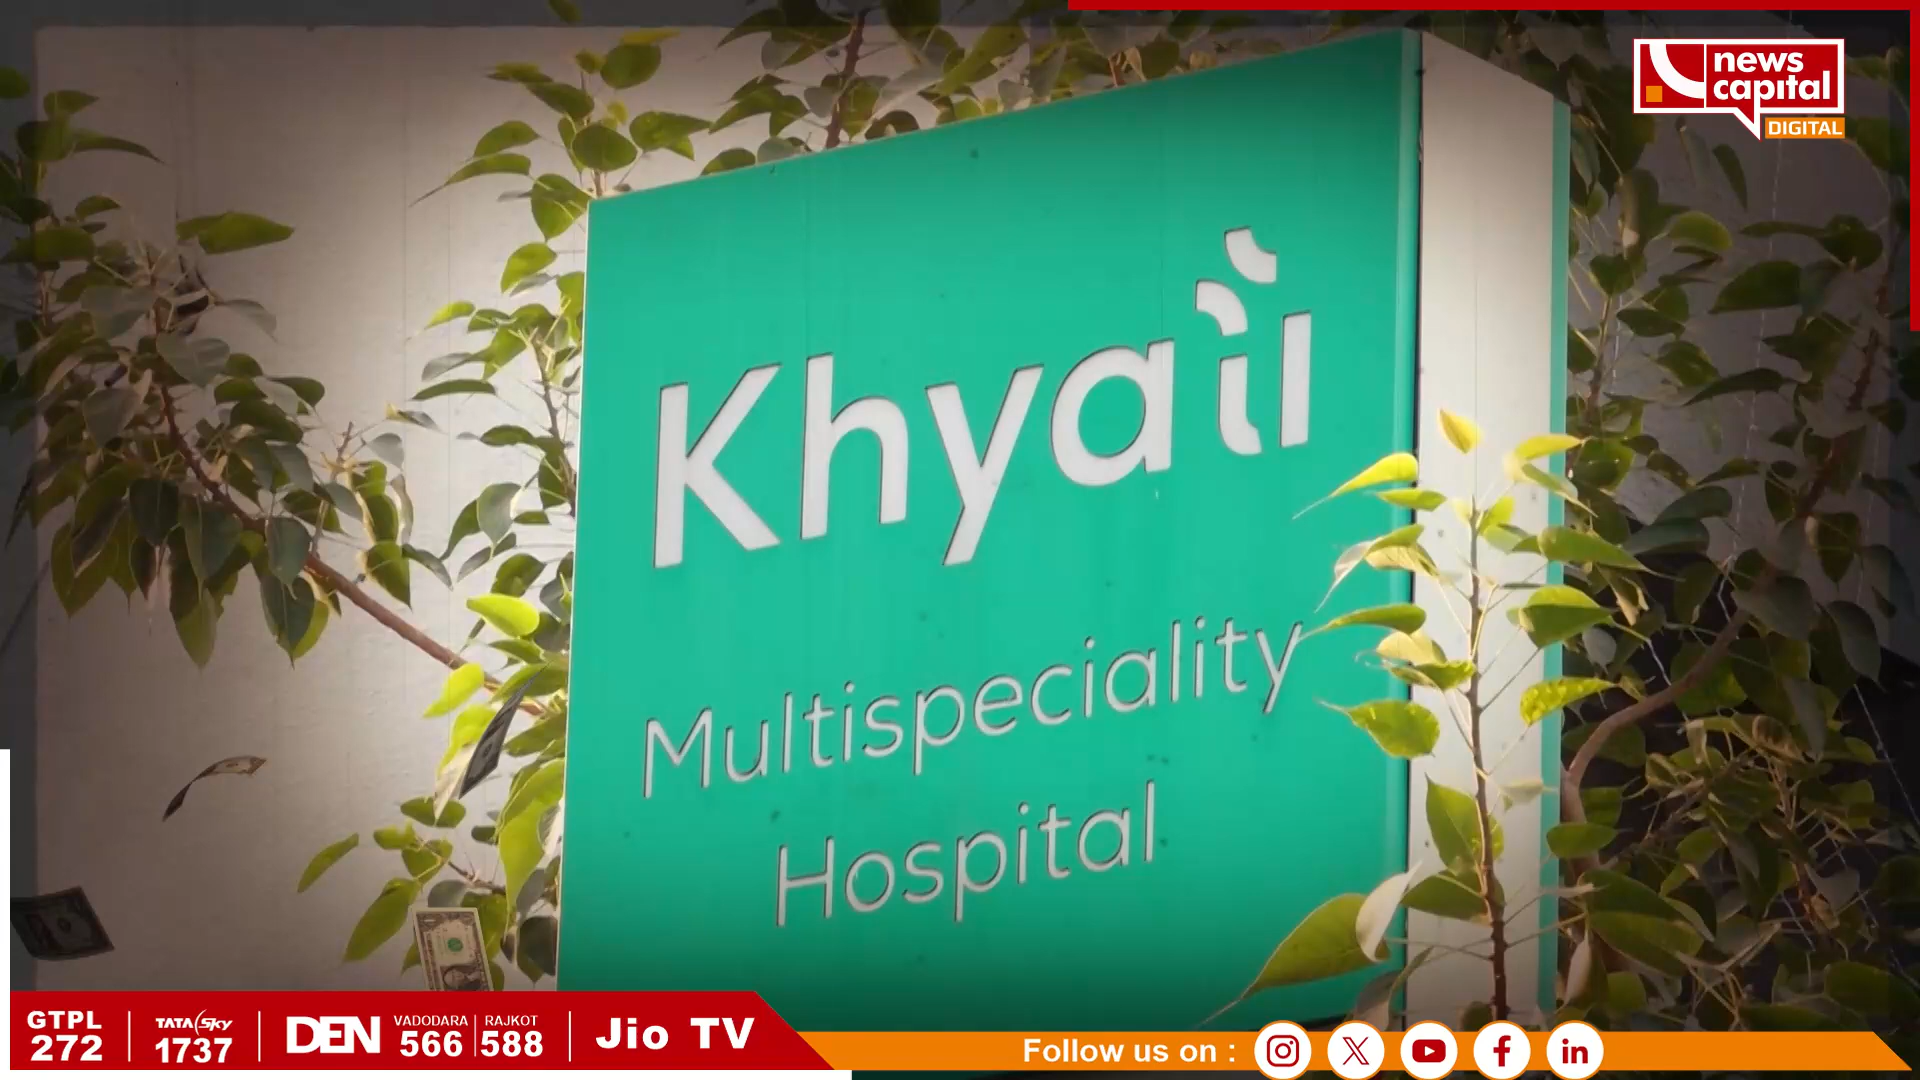 news
capital
DIGITAL
Khyati
Multispeciality
Hospital
GTPL
272
TATA Sky
1737
DEN
VADODARA
566
RAJKOT
588
Jio TV
Follow us on :